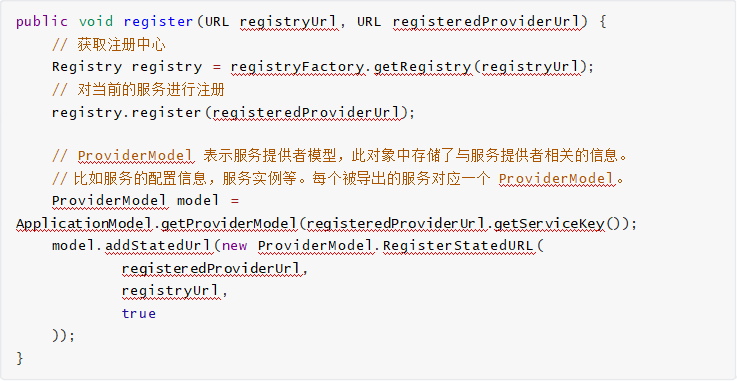 public void register(URL registryUrl, URL registeredProviderUrl) {
    // 获取注册中心
    Registry registry = registryFactory.getRegistry(registryUrl);
    // 对当前的服务进行注册
    registry.register(registeredProviderUrl);

    // ProviderModel 表示服务提供者模型，此对象中存储了与服务提供者相关的信息。
    // 比如服务的配置信息，服务实例等。每个被导出的服务对应一个 ProviderModel。
    ProviderModel model =
ApplicationModel.getProviderModel(registeredProviderUrl.getServiceKey());
    model.addStatedUrl(new ProviderModel.RegisterStatedURL(
            registeredProviderUrl,
            registryUrl,
            true
    ));
}